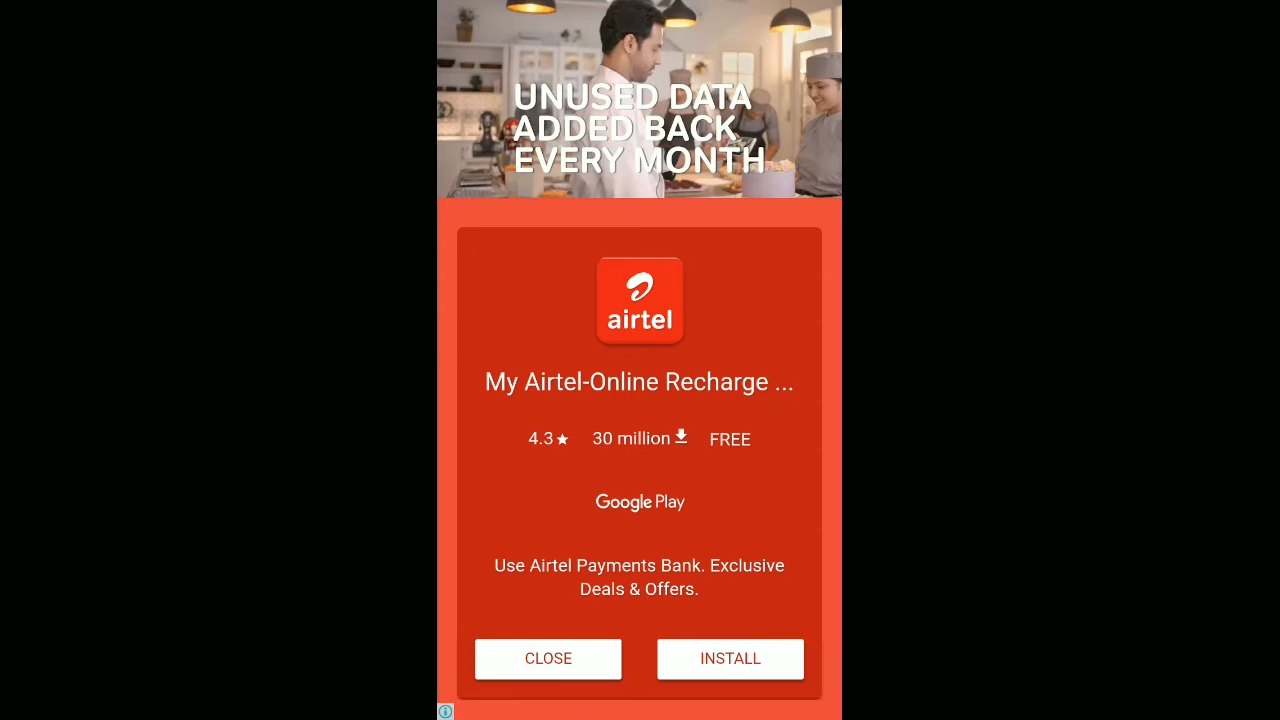 UNUSED DATA
ADDED BACK
EVERY MONTH
airtel
My Airtel-Online Recharge ...
4.3★ 30 million FREE
Google Play
Use Airtel Payments Bank. Exclusive
Deals & Offers.
CLOSE INSTALL